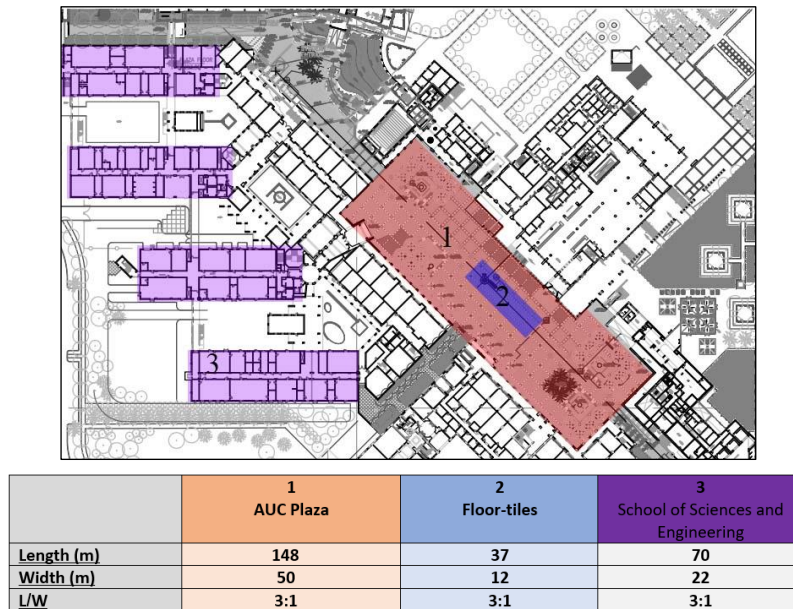 1
2
3
1
AUC Plaza
2
Floor-tiles
3
School of Sciences and
Engineering
Length (m) 148 37 70
Width (m) 50 12 22
L/W 3:1 3:1 3:1